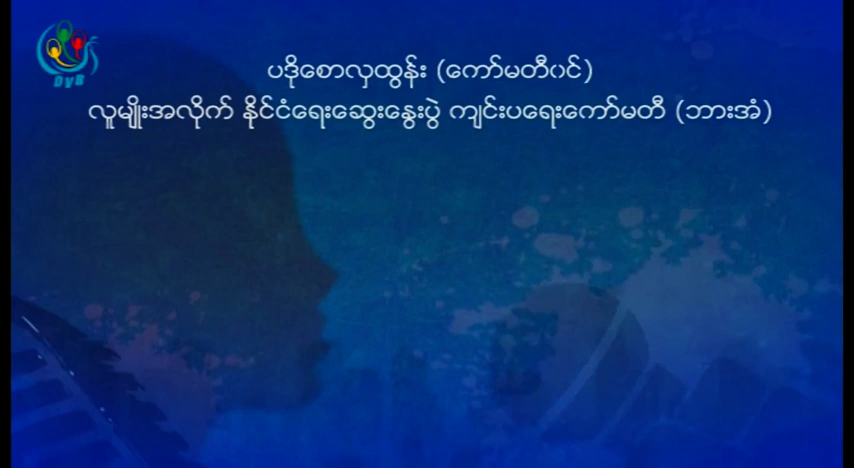 DVB
ပဒိုစောလှထွန်း (ကော်မတီဝင်)
လူမျိုးအလိုက် နိုင်ငံရေးဆွေးနွေးပွဲ ကျင်းပရေးကော်မတီ (ဘားအံ)